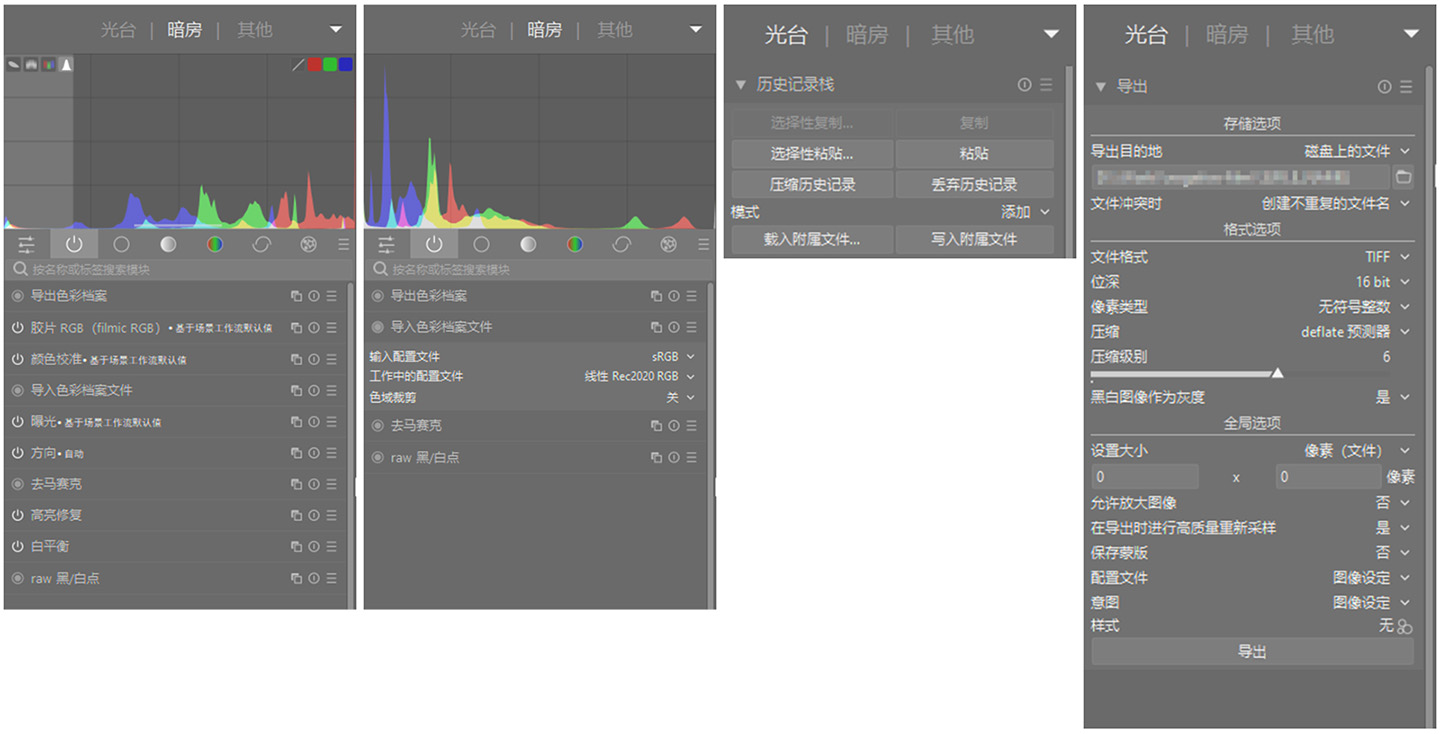 光台 | 暗房 | 其他
按名称或标签搜索模块
导出色彩档案
胶片 RGB（filmic RGB） • 基于场景工作流默认值
颜色校准 • 基于场景工作流默认值
导入色彩档案文件
曝光 • 基于场景工作流默认值
方向 • 自动
去马赛克
高亮修复
白平衡
raw 黑/白点
光台 | 暗房 | 其他
按名称或标签搜索模块
导出色彩档案
导入色彩档案文件
输入配置文件 sRGB
工作中的配置文件 线性 Rec2020 RGB
色域裁剪 关
去马赛克
raw 黑/白点
光台 | 暗房 | 其他
历史记录栈
选择性复制... 复制
选择性粘贴... 粘贴
压缩历史记录 丢弃历史记录
模式 添加
载入附属文件... 写入附属文件
光台 | 暗房 | 其他
导出
存储选项
导出目的地 磁盘上的文件
文件冲突时 创建不重复的文件名
格式选项
文件格式 TIFF
位深 16 bit
像素类型 无符号整数
压缩 deflate 预测器
压缩级别 6
黑白图像作为灰度 是
全局选项
设置大小 像素（文件）
0 x 0 像素
允许放大图像 否
在导出时进行高质量重新采样 是
保存蒙版 否
配置文件 图像设定
意图 图像设定
样式 无
导出